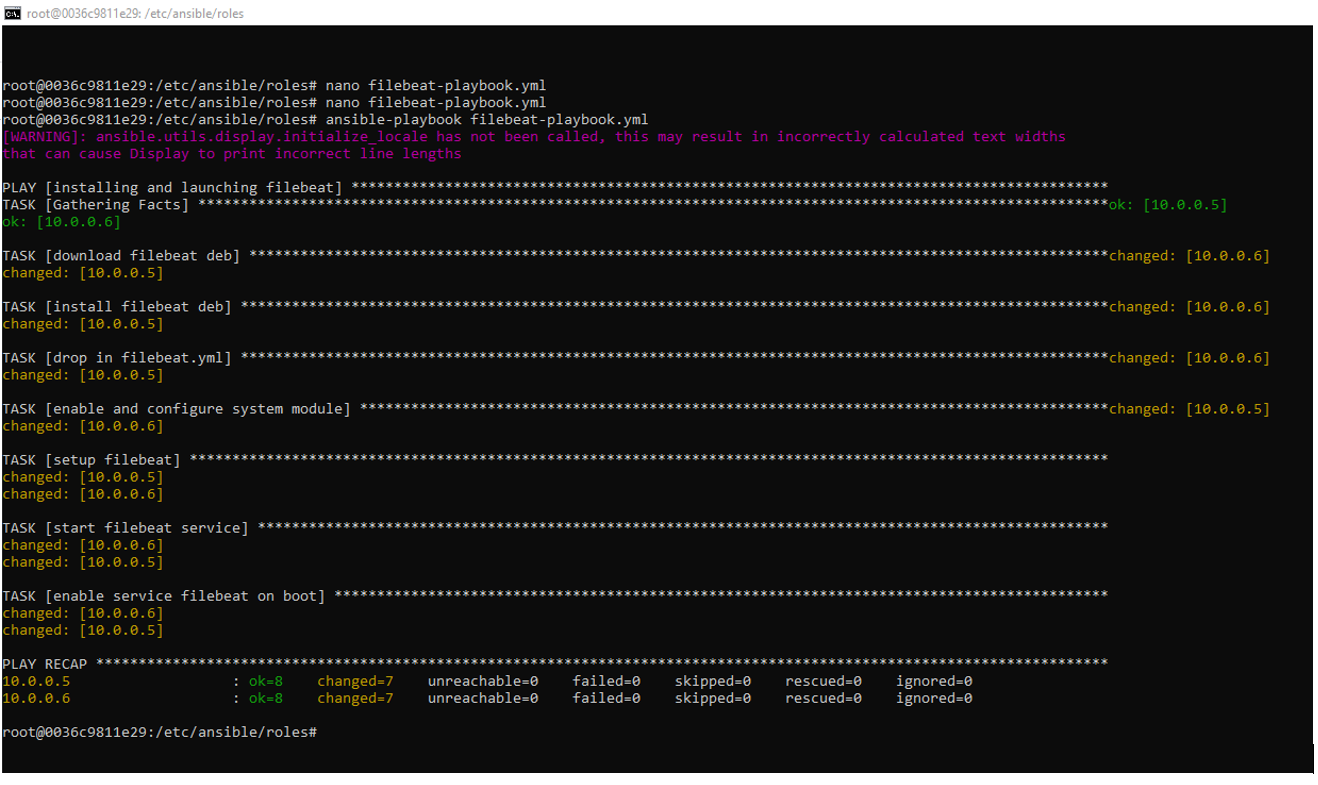 root@0036c9811e29: /etc/ansible/roles
root@0036c9811e29:/etc/ansible/roles# nano filebeat-playbook.yml
root@0036c9811e29:/etc/ansible/roles# nano filebeat-playbook.yml
root@0036c9811e29:/etc/ansible/roles# ansible-playbook filebeat-playbook.yml
[WARNING]: ansible.utils.display.initialize_locale has not been called, this may result in incorrectly calculated text widths
that can cause Display to print incorrect line lengths
PLAY [installing and launching filebeat] *****************************************************************************************
TASK [Gathering Facts] ***********************************************************************************************************ok: [10.0.0.5]
ok: [10.0.0.6]
TASK [download filebeat deb] *****************************************************************************************************changed: [10.0.0.6]
changed: [10.0.0.5]
TASK [install filebeat deb] ******************************************************************************************************changed: [10.0.0.6]
changed: [10.0.0.5]
TASK [drop in filebeat.yml] ******************************************************************************************************changed: [10.0.0.6]
changed: [10.0.0.5]
TASK [enable and configure system module] ****************************************************************************************changed: [10.0.0.5]
changed: [10.0.0.6]
TASK [setup filebeat] ************************************************************************************************************
changed: [10.0.0.5]
changed: [10.0.0.6]
TASK [start filebeat service] ****************************************************************************************************
changed: [10.0.0.6]
changed: [10.0.0.5]
TASK [enable service filebeat on boot] *******************************************************************************************
changed: [10.0.0.6]
changed: [10.0.0.5]
PLAY RECAP ***********************************************************************************************************************
10.0.0.5                   : ok=8    changed=7    unreachable=0    failed=0    skipped=0    rescued=0    ignored=0
10.0.0.6                   : ok=8    changed=7    unreachable=0    failed=0    skipped=0    rescued=0    ignored=0
root@0036c9811e29:/etc/ansible/roles#